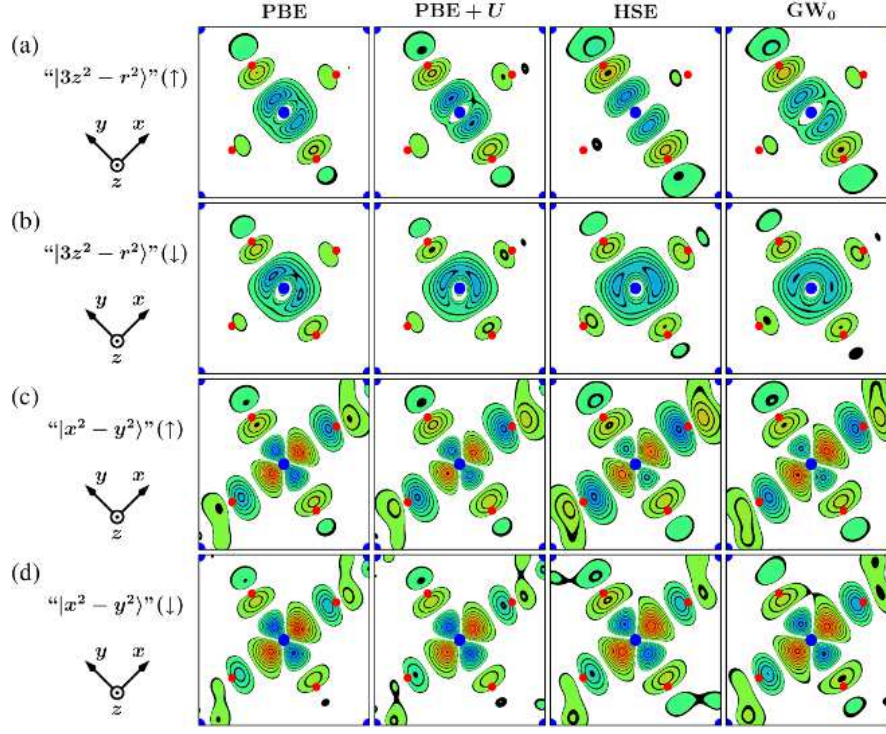 PBE PBE + U HSE GW₀
(a)
“|3z² − r²⟩”(↑)
y x
z
(b)
“|3z² − r²⟩”(↓)
y x
z
(c)
“|x² − y²⟩”(↑)
y x
z
(d)
“|x² − y²⟩”(↓)
y x
z